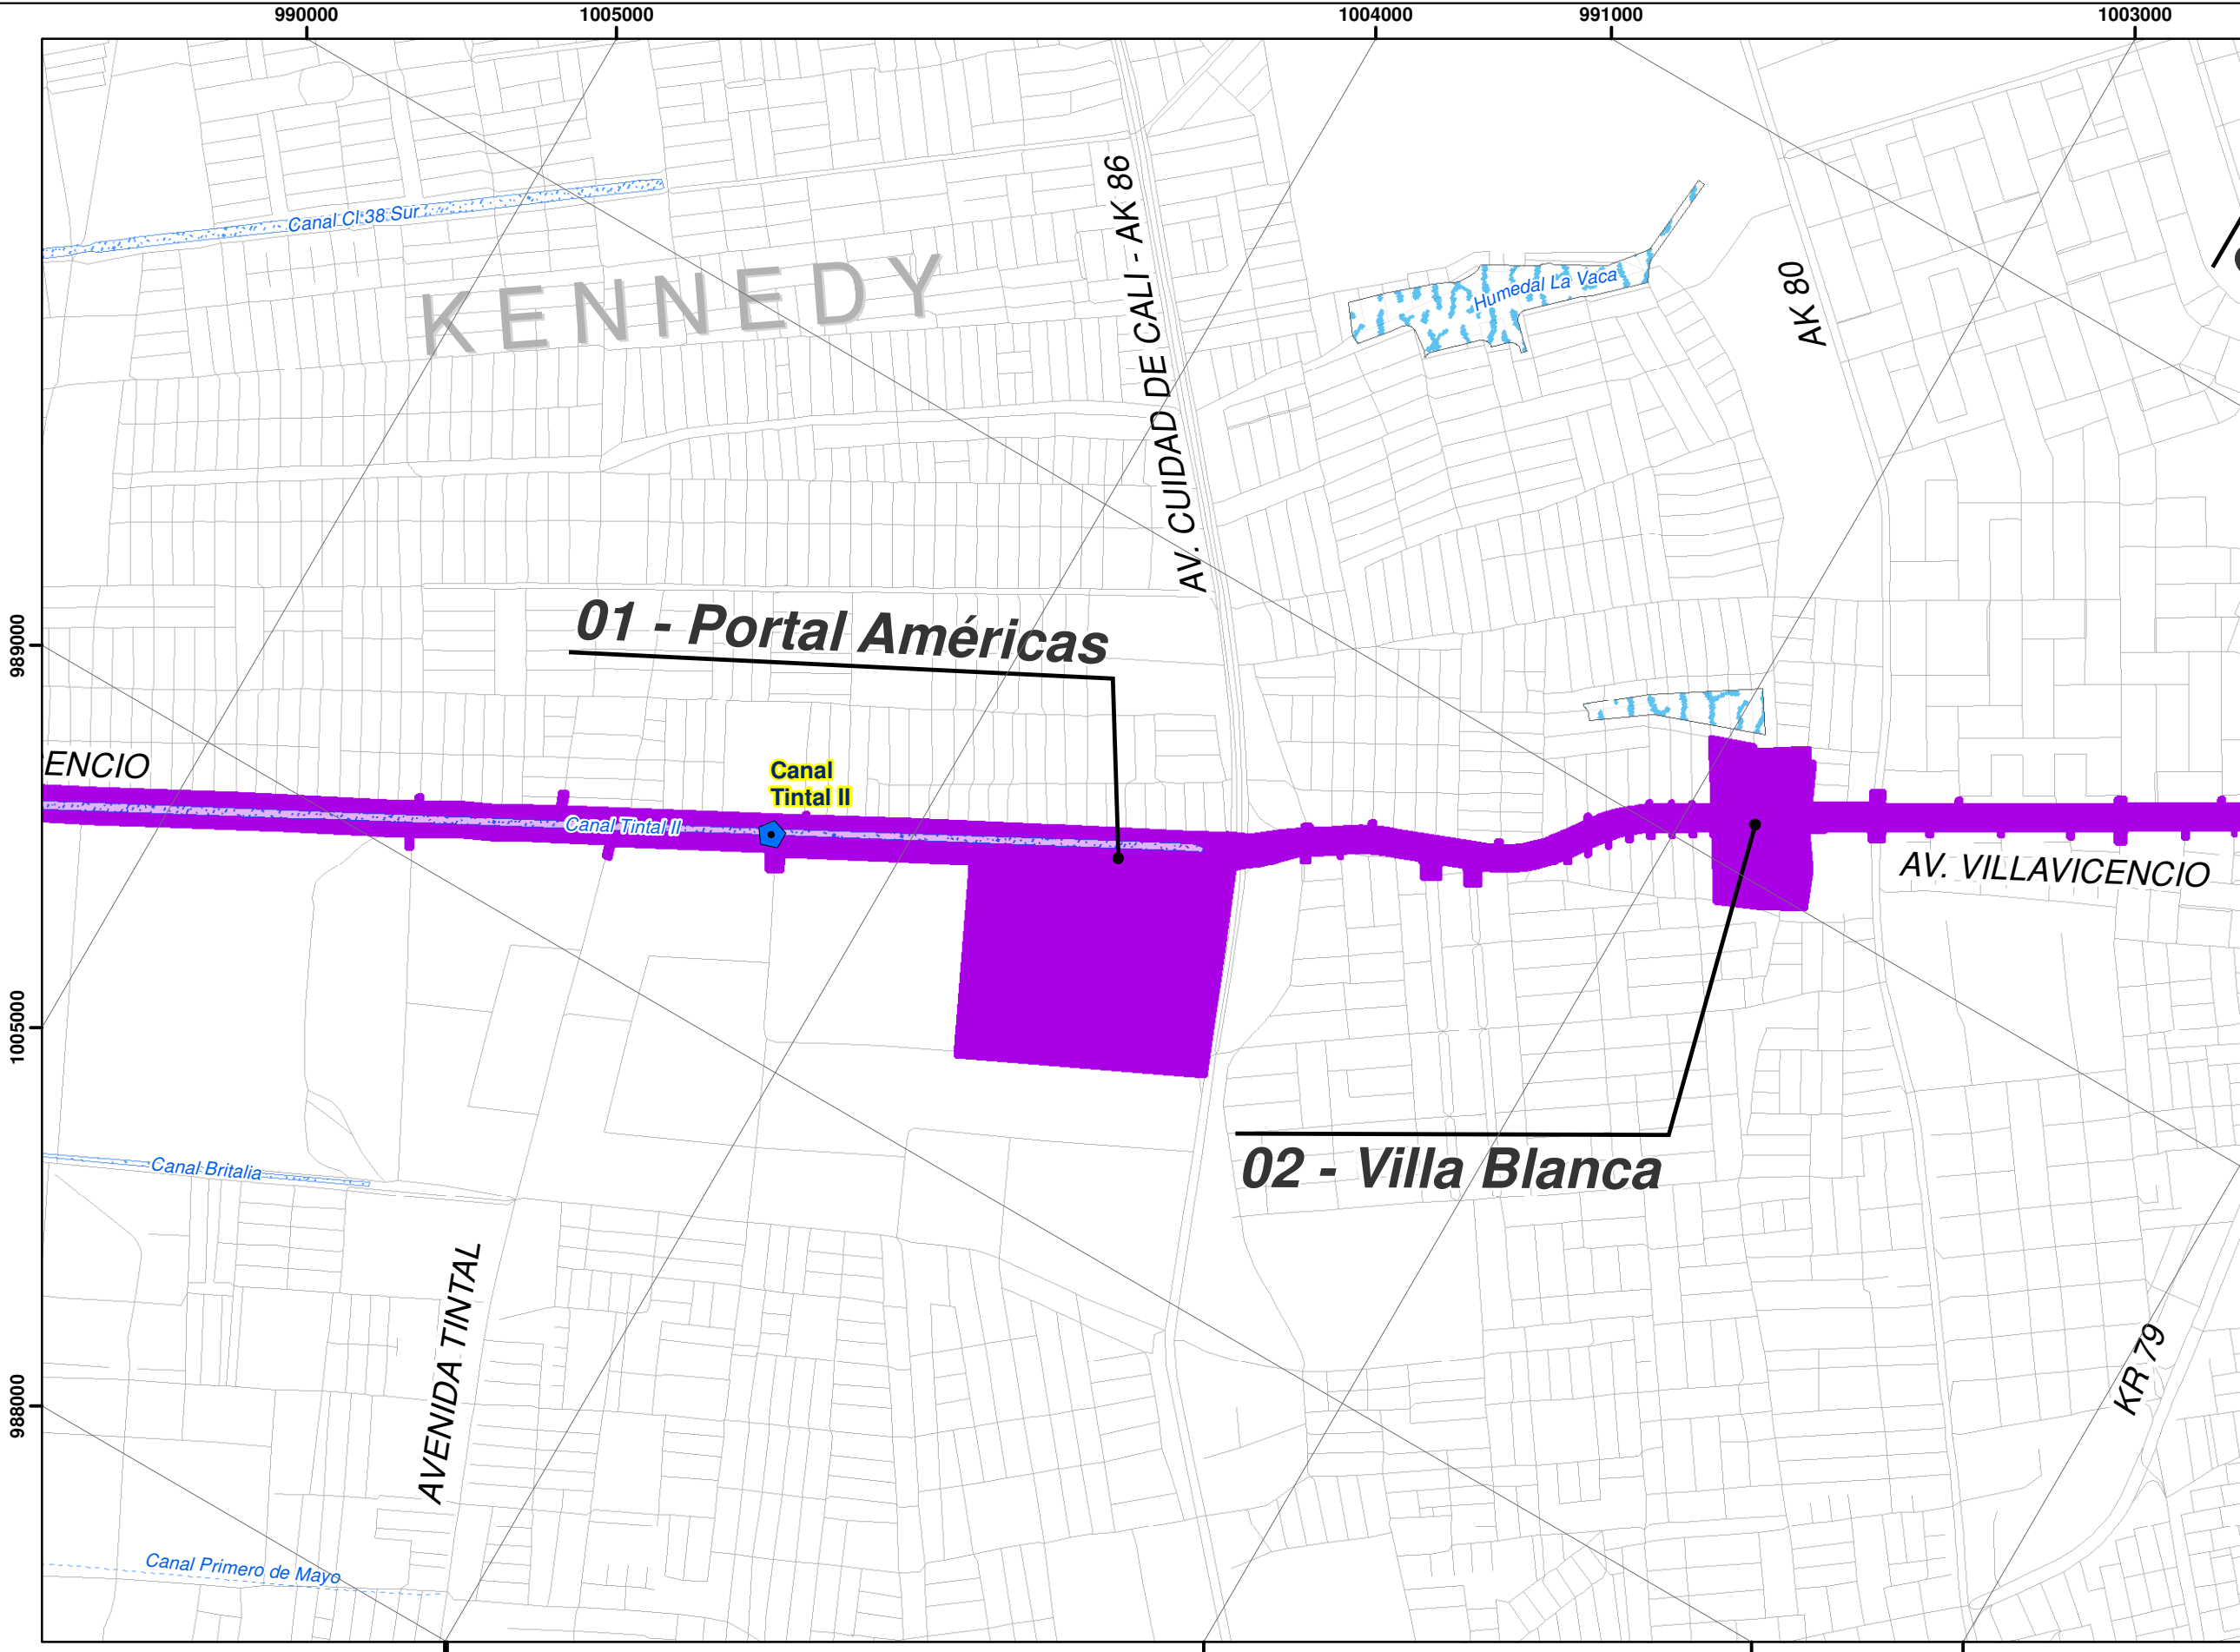 990000
1005000
1004000
991000
1003000
Canal Cl 38 Sur
KENNEDY
AV. CUIDAD DE CALI - AK 86
Humedal La Vaca
AK 80
989000
01 - Portal Américas
ENCIO
Canal
Tintal II
Canal Tintal II
AV. VILLAVICENCIO
1005000
02 - Villa Blanca
Canal Britalia
AVENIDA TINTAL
KR 79
988000
Canal Primero de Mayo